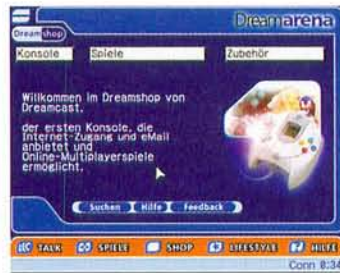 Dreamarena
Dreamshop
Konsole Spiele Zubehör
Willkommen im Dreamshop von
Dreamcast.
der ersten Konsole, die
Internet-Zugang und eMail
anbietet und
Online-Multiplayerspiele
ermöglicht.
Suchen Hilfe Feedback
TALK SPIELE SHOP LIFESTYLE HILFE
Conn 0:34